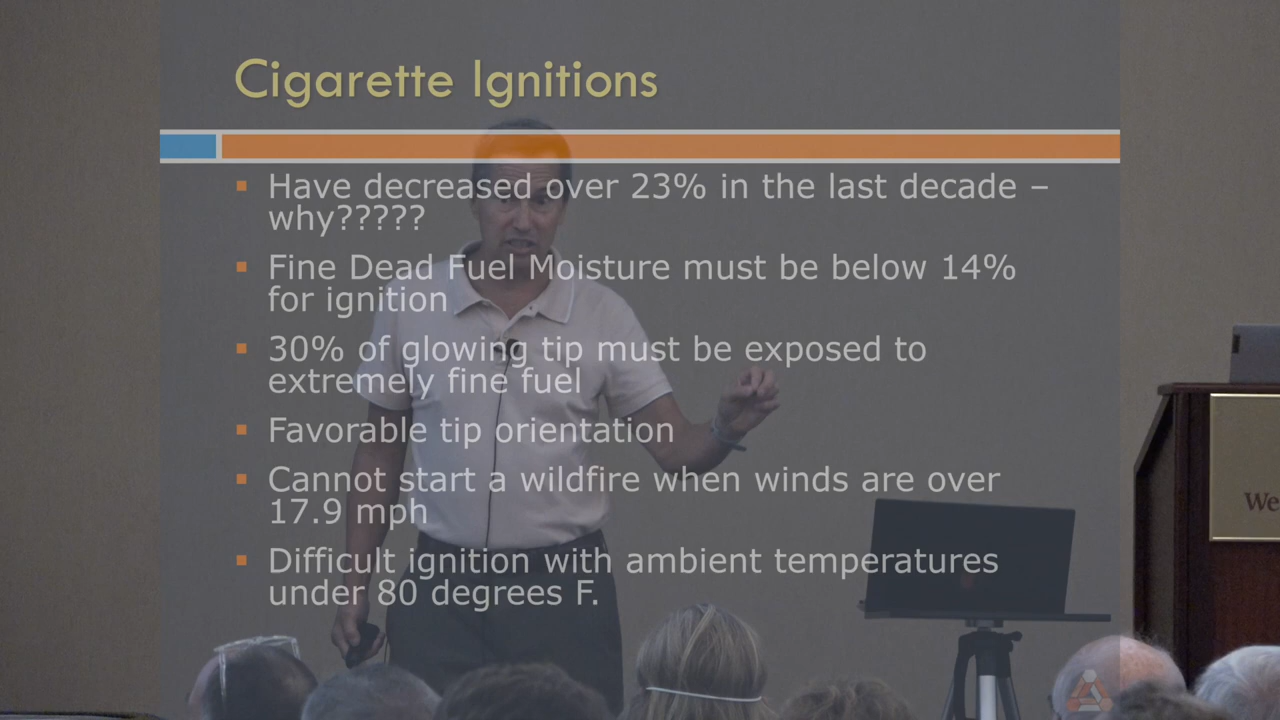 Cigarette Ignitions
Have decreased over 23% in the last decade –
why?????
Fine Dead Fuel Moisture must be below 14%
for ignition
30% of glowing tip must be exposed to
extremely fine fuel
Favorable tip orientation
Cannot start a wildfire when winds are over
17.9 mph
Difficult ignition with ambient temperatures
under 80 degrees F.
We